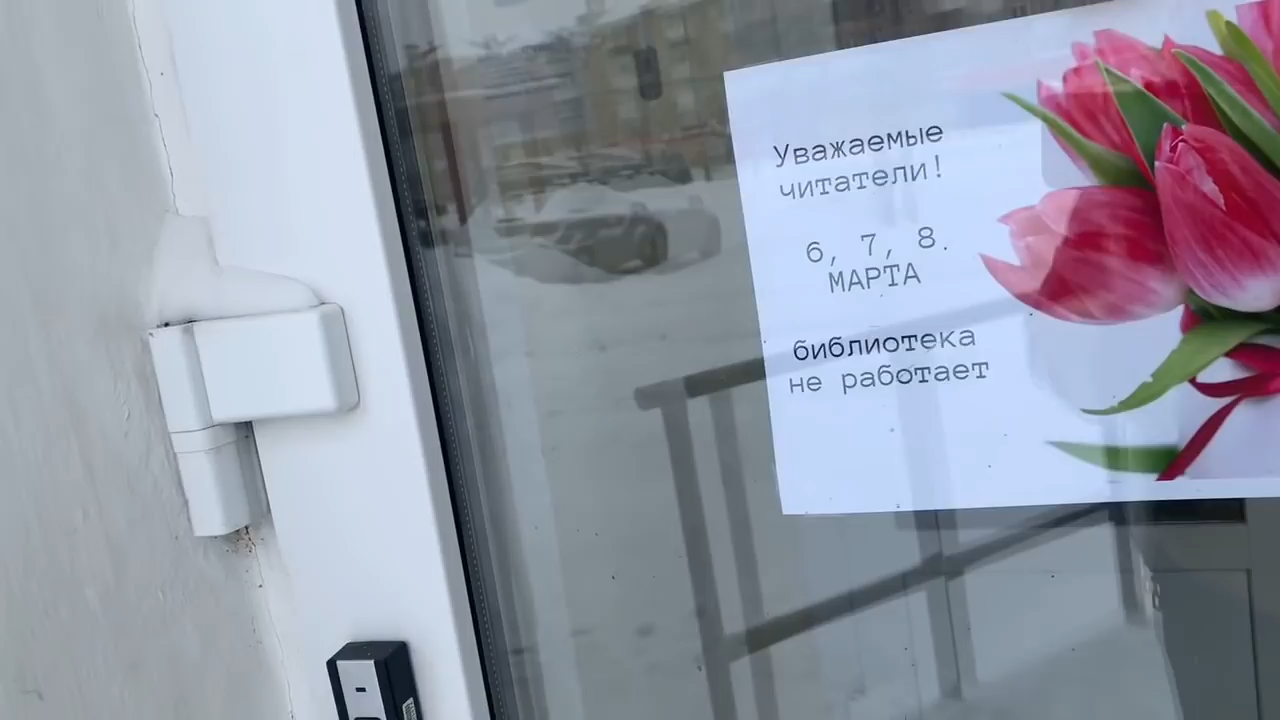 Уважаемые
читатели!
6, 7, 8.
МАРТА
библиотека
не работает